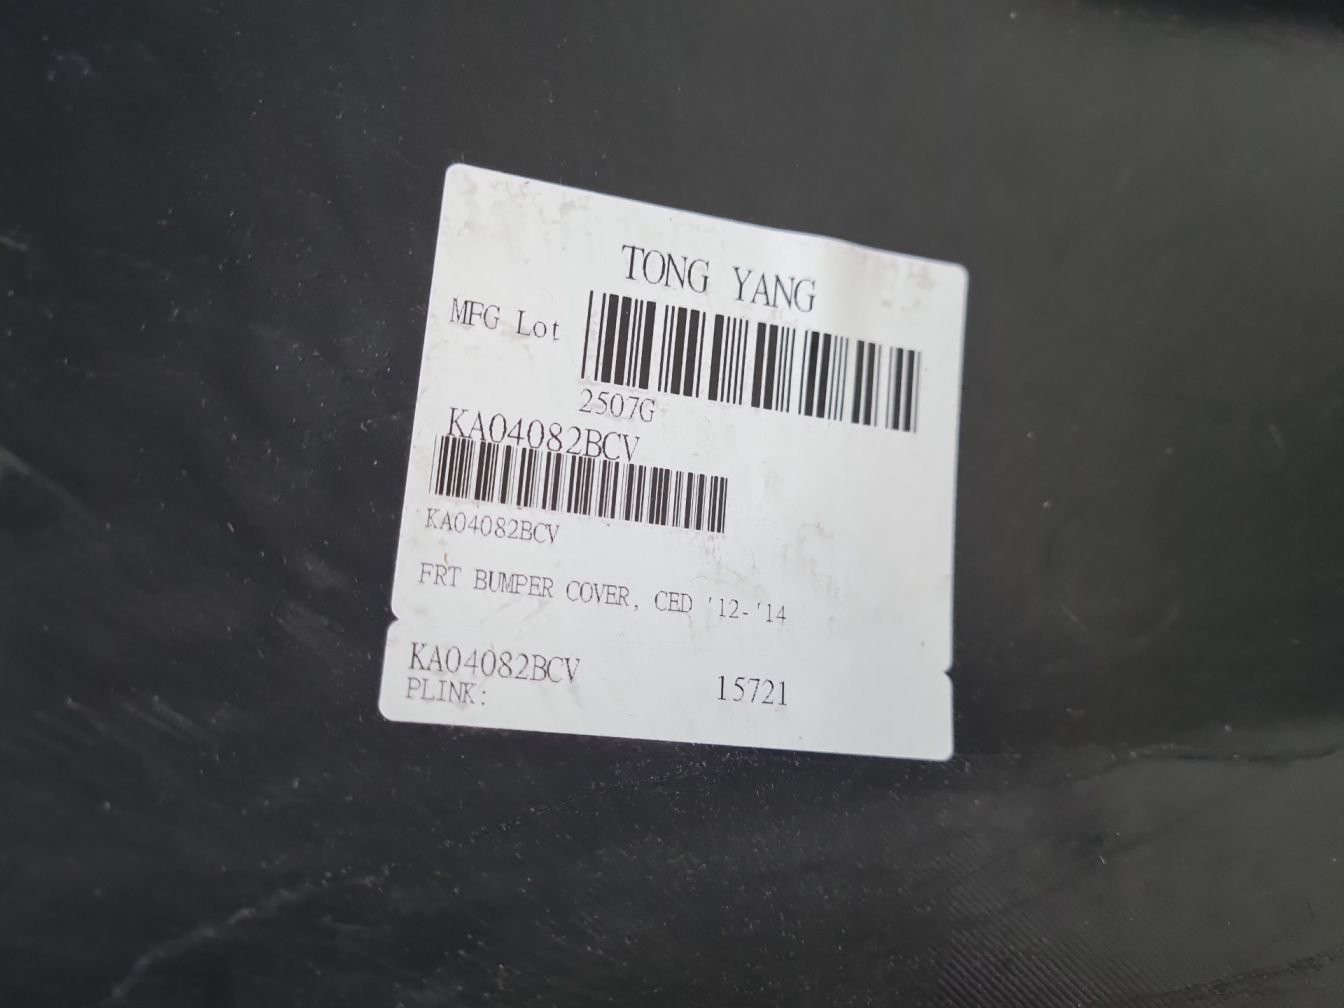 TONG YANG
MFG Lot
2507G
KA04082BCV
KA04082BCV
FRT BUMPER COVER, CED '12-'14
KA04082BCV
PLINK: 15721